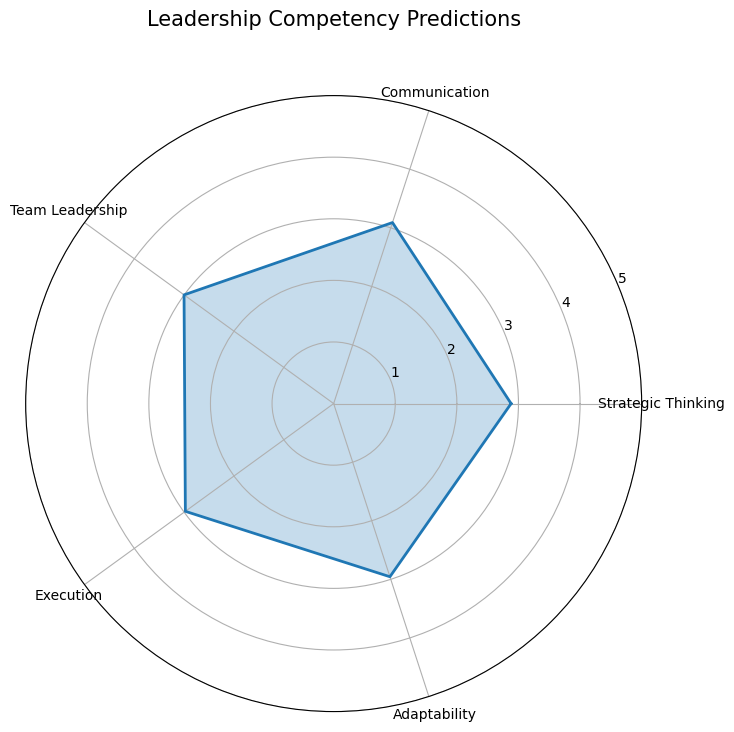 Leadership Competency Predictions
Communication
Team Leadership
5
4
3
2
1
Strategic Thinking
Execution
Adaptability